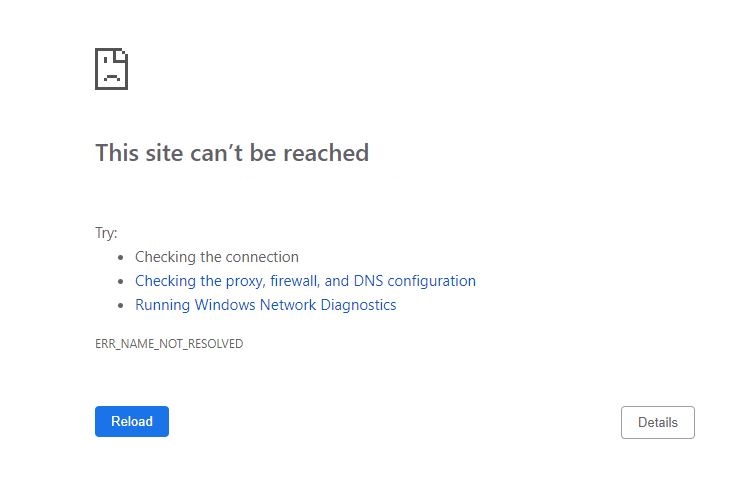 This site can’t be reached
Try:
• Checking the connection
• Checking the proxy, firewall, and DNS configuration
• Running Windows Network Diagnostics
ERR_NAME_NOT_RESOLVED
Reload
Details